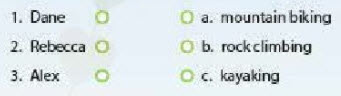 1. Dane a. mountain biking
2. Rebecca b. rock climbing
3. Alex c. kayaking